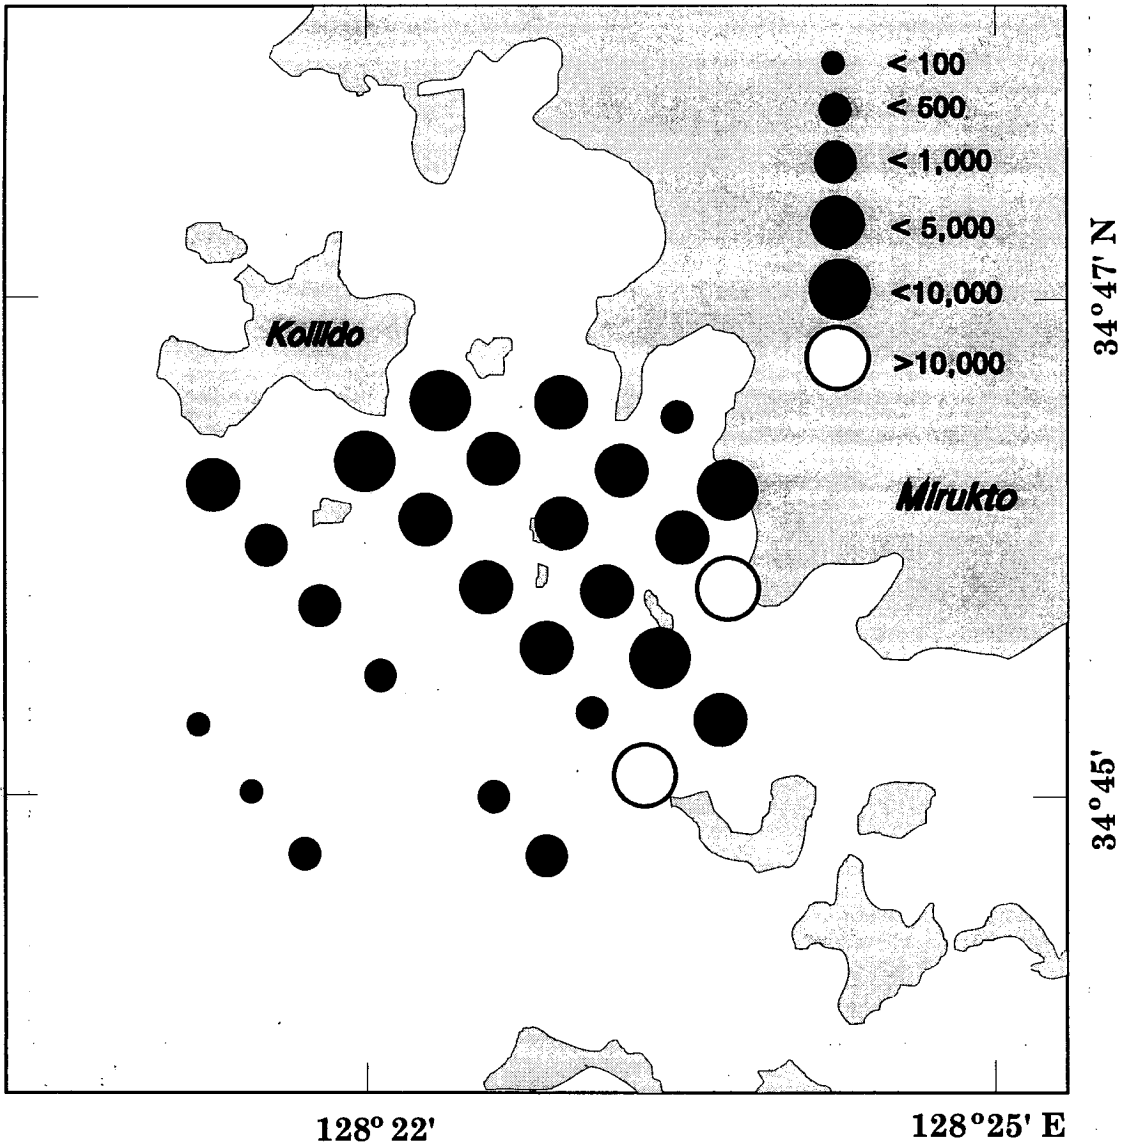 < 100
< 500
< 1,000
< 5,000
<10,000
>10,000
34°47' N
Kolildo
Mirukto
34°45'
128° 22'
128°25' E